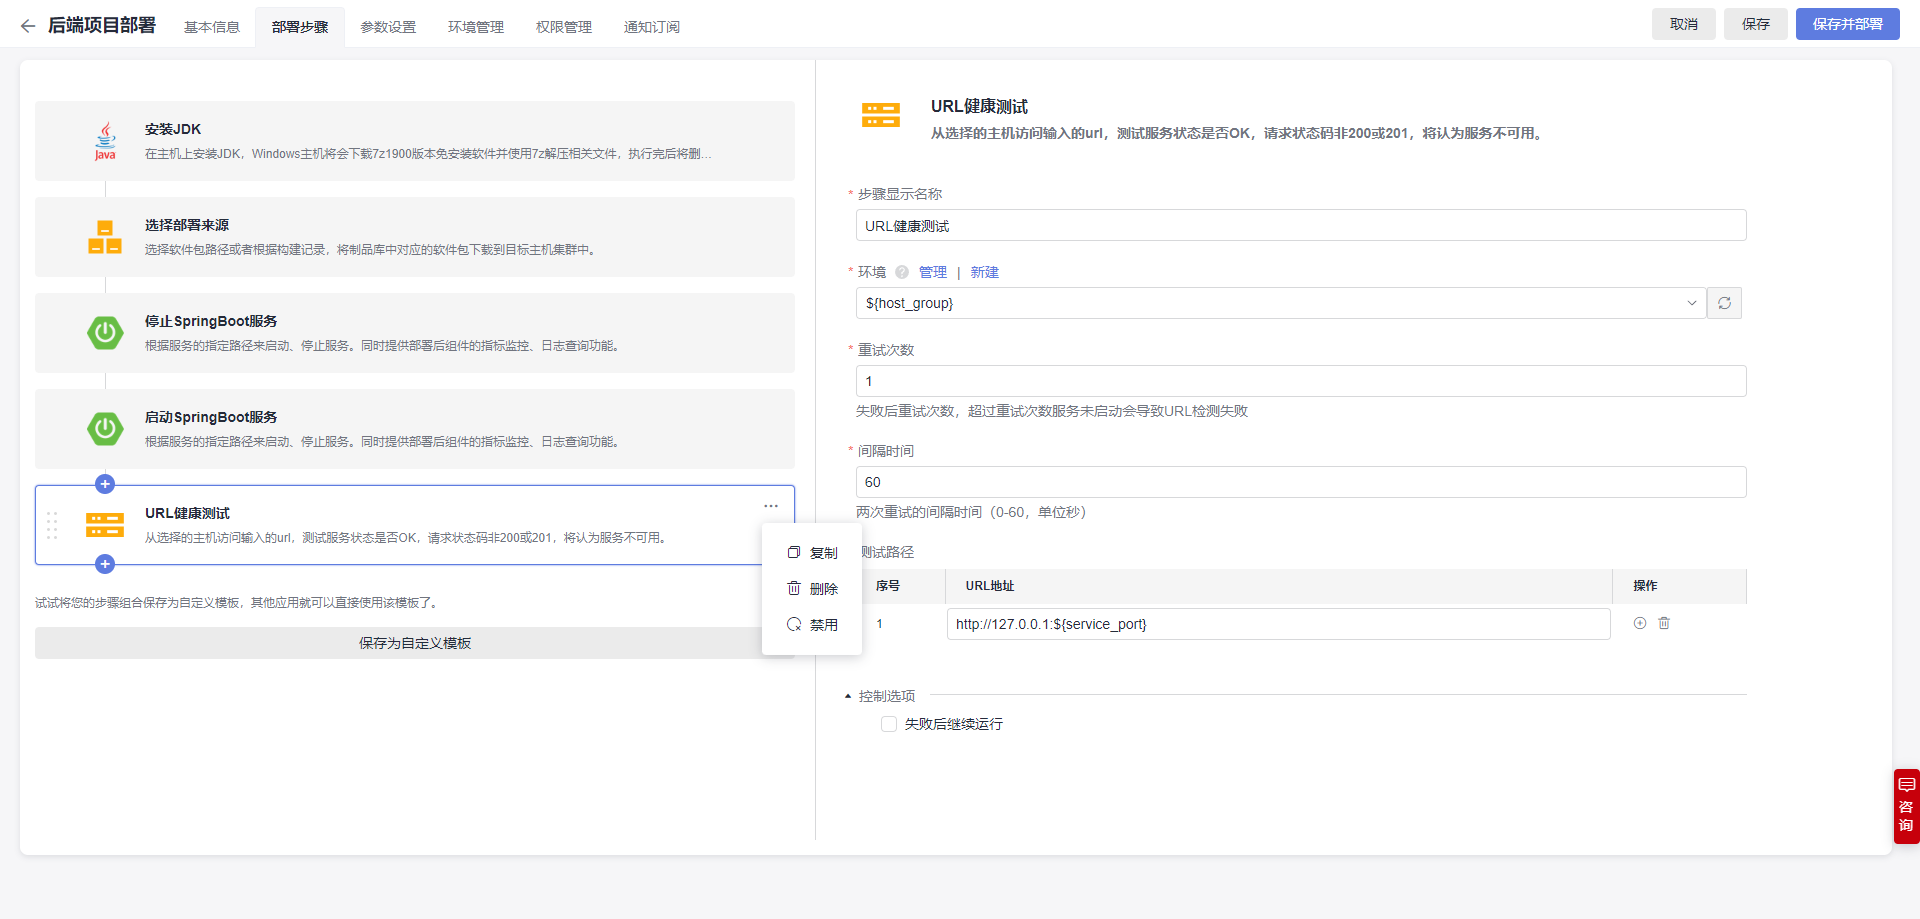 后端项目部署
基本信息
部署步骤
参数设置
环境管理
权限管理
通知订阅
取消
保存
保存并部署
Java
安装JDK
在主机上安装JDK，Windows主机将会下载7z1900版本免安装软件并使用7z解压相关文件，执行完后将删...
选择部署来源
选择软件包路径或者根据构建记录，将制品库中对应的软件包下载到目标主机集群中。
停止SpringBoot服务
根据服务的指定路径来启动、停止服务。同时提供部署后组件的指标监控、日志查询功能。
启动SpringBoot服务
根据服务的指定路径来启动、停止服务。同时提供部署后组件的指标监控、日志查询功能。
URL健康测试
从选择的主机访问输入的url，测试服务状态是否OK，请求状态码非200或201，将认为服务不可用。
复制
删除
禁用
试试将您的步骤组合保存为自定义模板，其他应用就可以直接使用该模板了。
保存为自定义模板
URL健康测试
从选择的主机访问输入的url，测试服务状态是否OK，请求状态码非200或201，将认为服务不可用。
* 步骤显示名称
URL健康测试
* 环境 ? 管理 | 新建
${host_group}
* 重试次数
1
失败后重试次数，超过重试次数服务未启动会导致URL检测失败
* 间隔时间
60
两次重试的间隔时间（0-60，单位秒）
测试路径
序号
URL地址
操作
1
http://127.0.0.1:${service_port}
控制选项
失败后继续运行
咨询